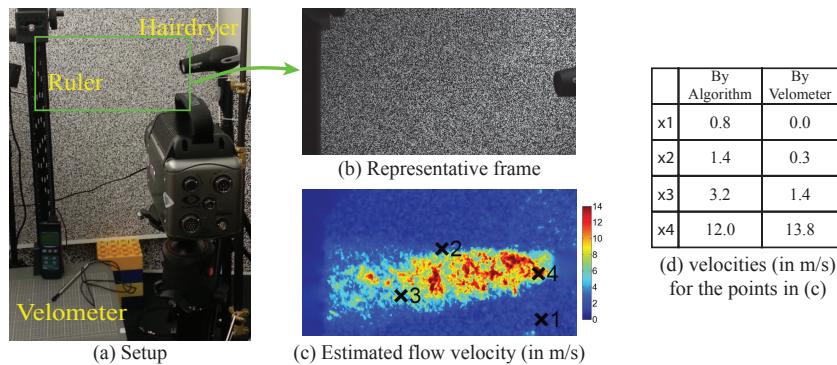 Hairdryer
Ruler
Velometer
(a) Setup
(b) Representative frame
14
12
10
8
6
4
2
0
2
4
3
1
(c) Estimated flow velocity (in m/s)
By Algorithm By Velometer
x1 0.8 0.0
x2 1.4 0.3
x3 3.2 1.4
x4 12.0 13.8
(d) velocities (in m/s)
for the points in (c)